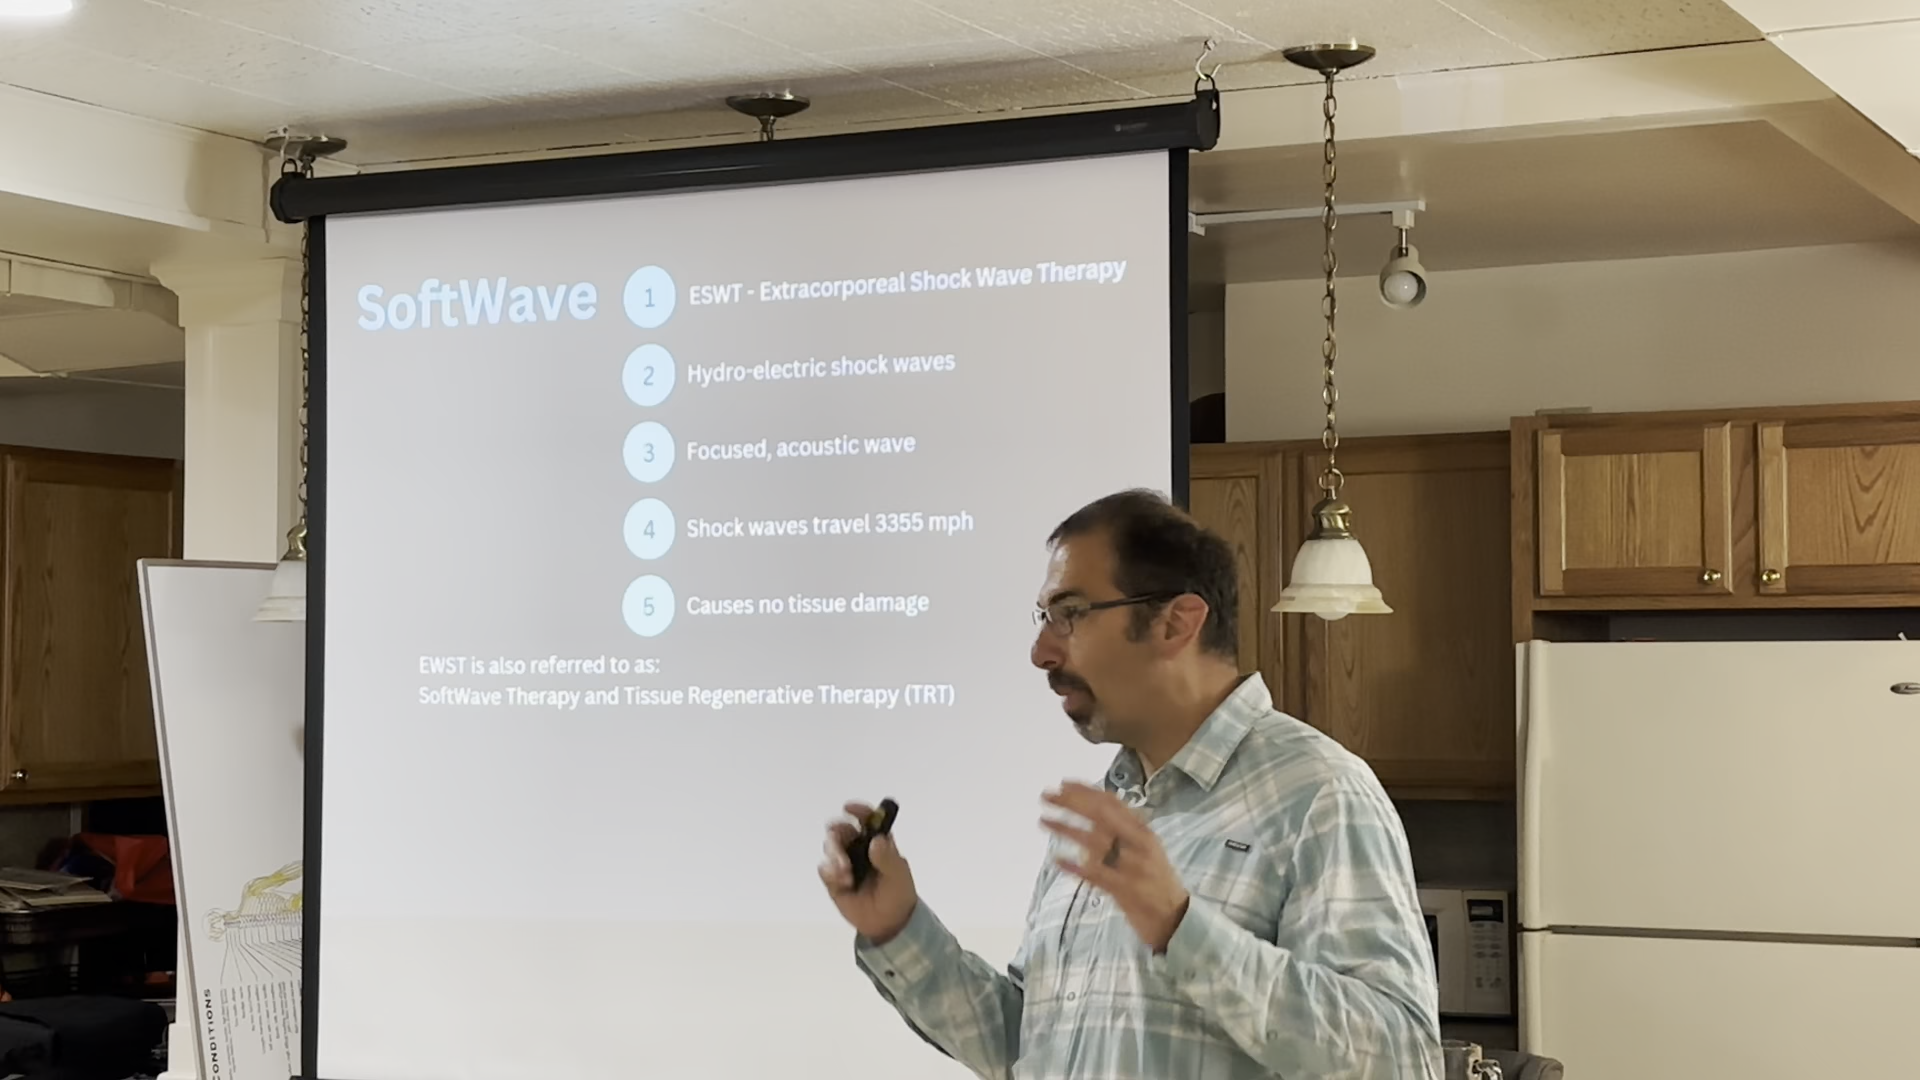 SoftWave
1
ESWT - Extracorporeal Shock Wave Therapy
2
Hydro-electric shock waves
3
Focused, acoustic wave
4
Shock waves travel 3355 mph
5
Causes no tissue damage
EWST is also referred to as:
SoftWave Therapy and Tissue Regenerative Therapy (TRT)
CONDITIONS